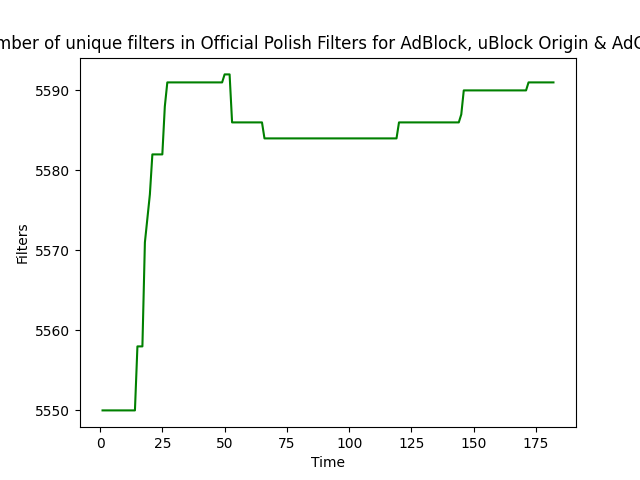 mber of unique filters in Official Polish Filters for AdBlock, uBlock Origin & AdG
5590
5580
5570
5560
5550
Filters
0 25 50 75 100 125 150 175
Time